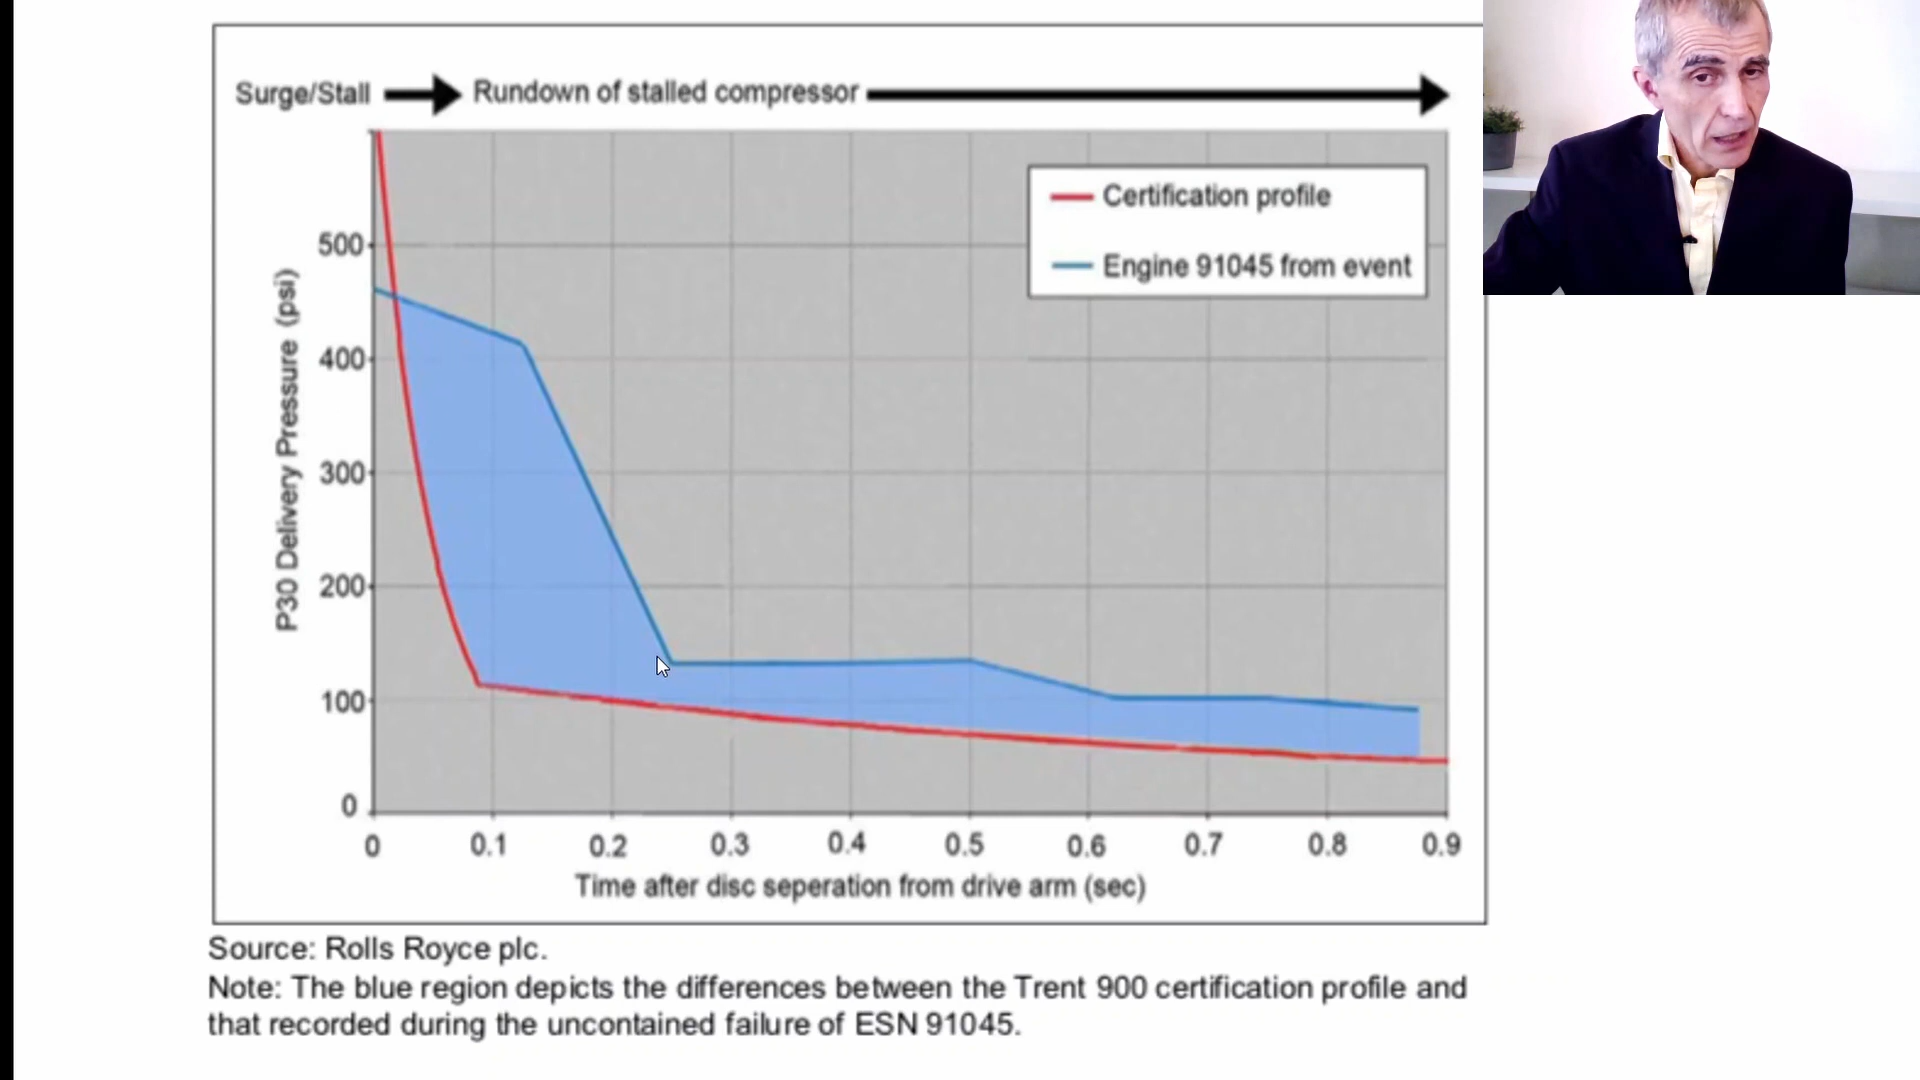 Surge/Stall Rundown of stalled compressor
Certification profile
Engine 91045 from event
P30 Delivery Pressure (psi)
500
400
300
200
100
0
0 0.1 0.2 0.3 0.4 0.5 0.6 0.7 0.8 0.9
Time after disc seperation from drive arm (sec)
Source: Rolls Royce plc.
Note: The blue region depicts the differences between the Trent 900 certification profile and
that recorded during the uncontained failure of ESN 91045.